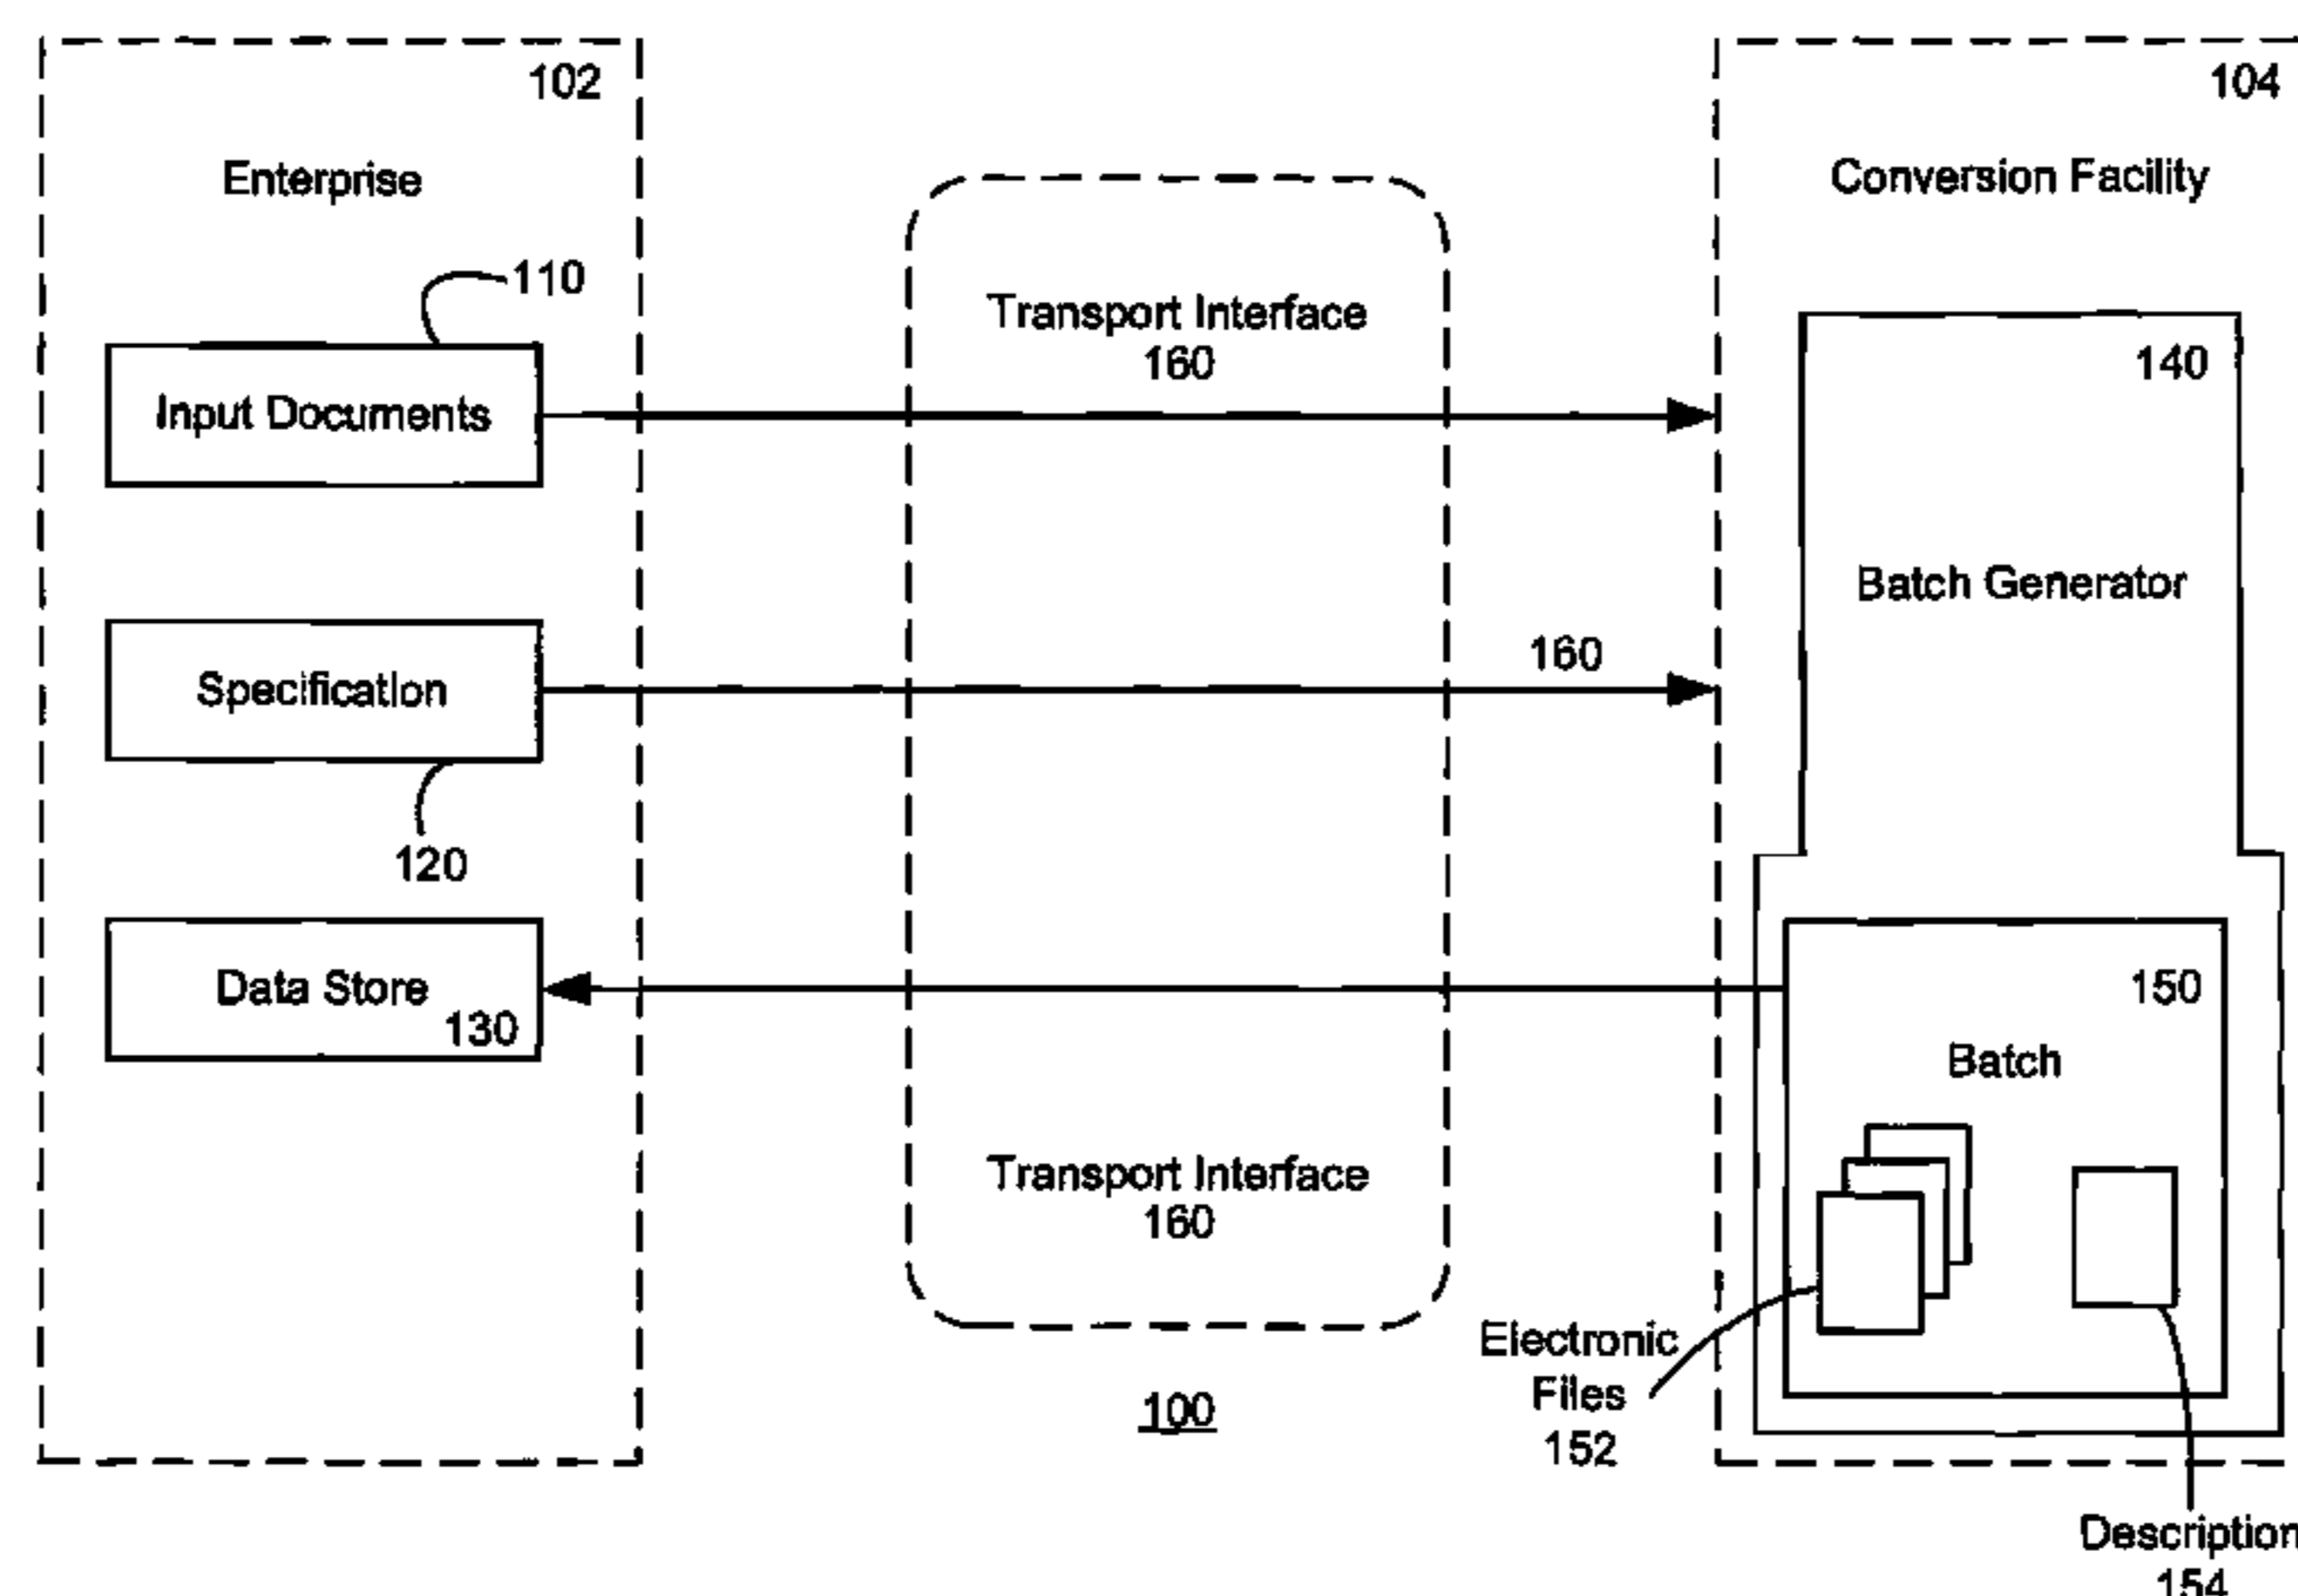 102
Enterprise
110
Input Documents
Specification
120
Data Store
130
Transport Interface
160
160
Transport Interface
160
100
104
Conversion Facility
140
Batch Generator
150
Batch
Electronic
Files
152
Description
154